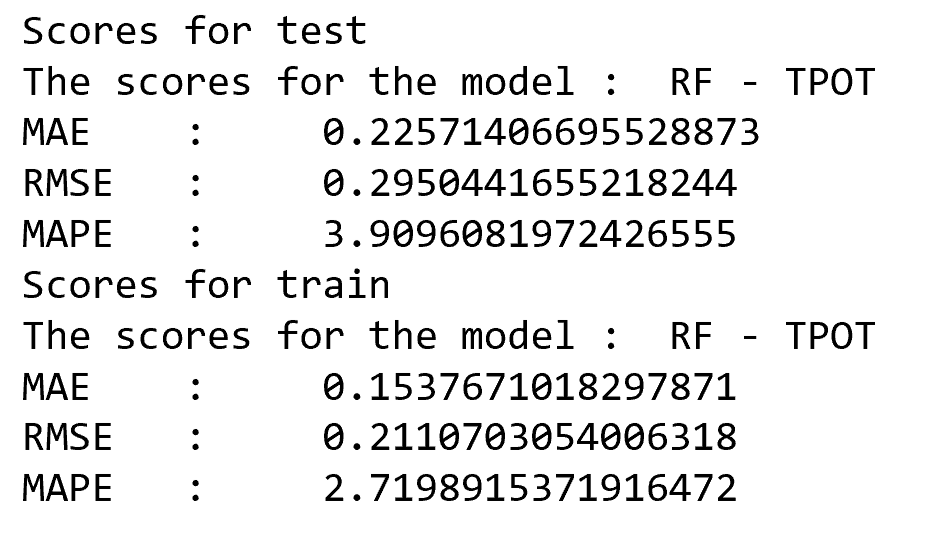 Scores for test
The scores for the model :  RF - TPOT
MAE    :     0.22571406695528873
RMSE   :     0.2950441655218244
MAPE   :     3.9096081972426555
Scores for train
The scores for the model :  RF - TPOT
MAE    :     0.1537671018297871
RMSE   :     0.2110703054006318
MAPE   :     2.7198915371916472